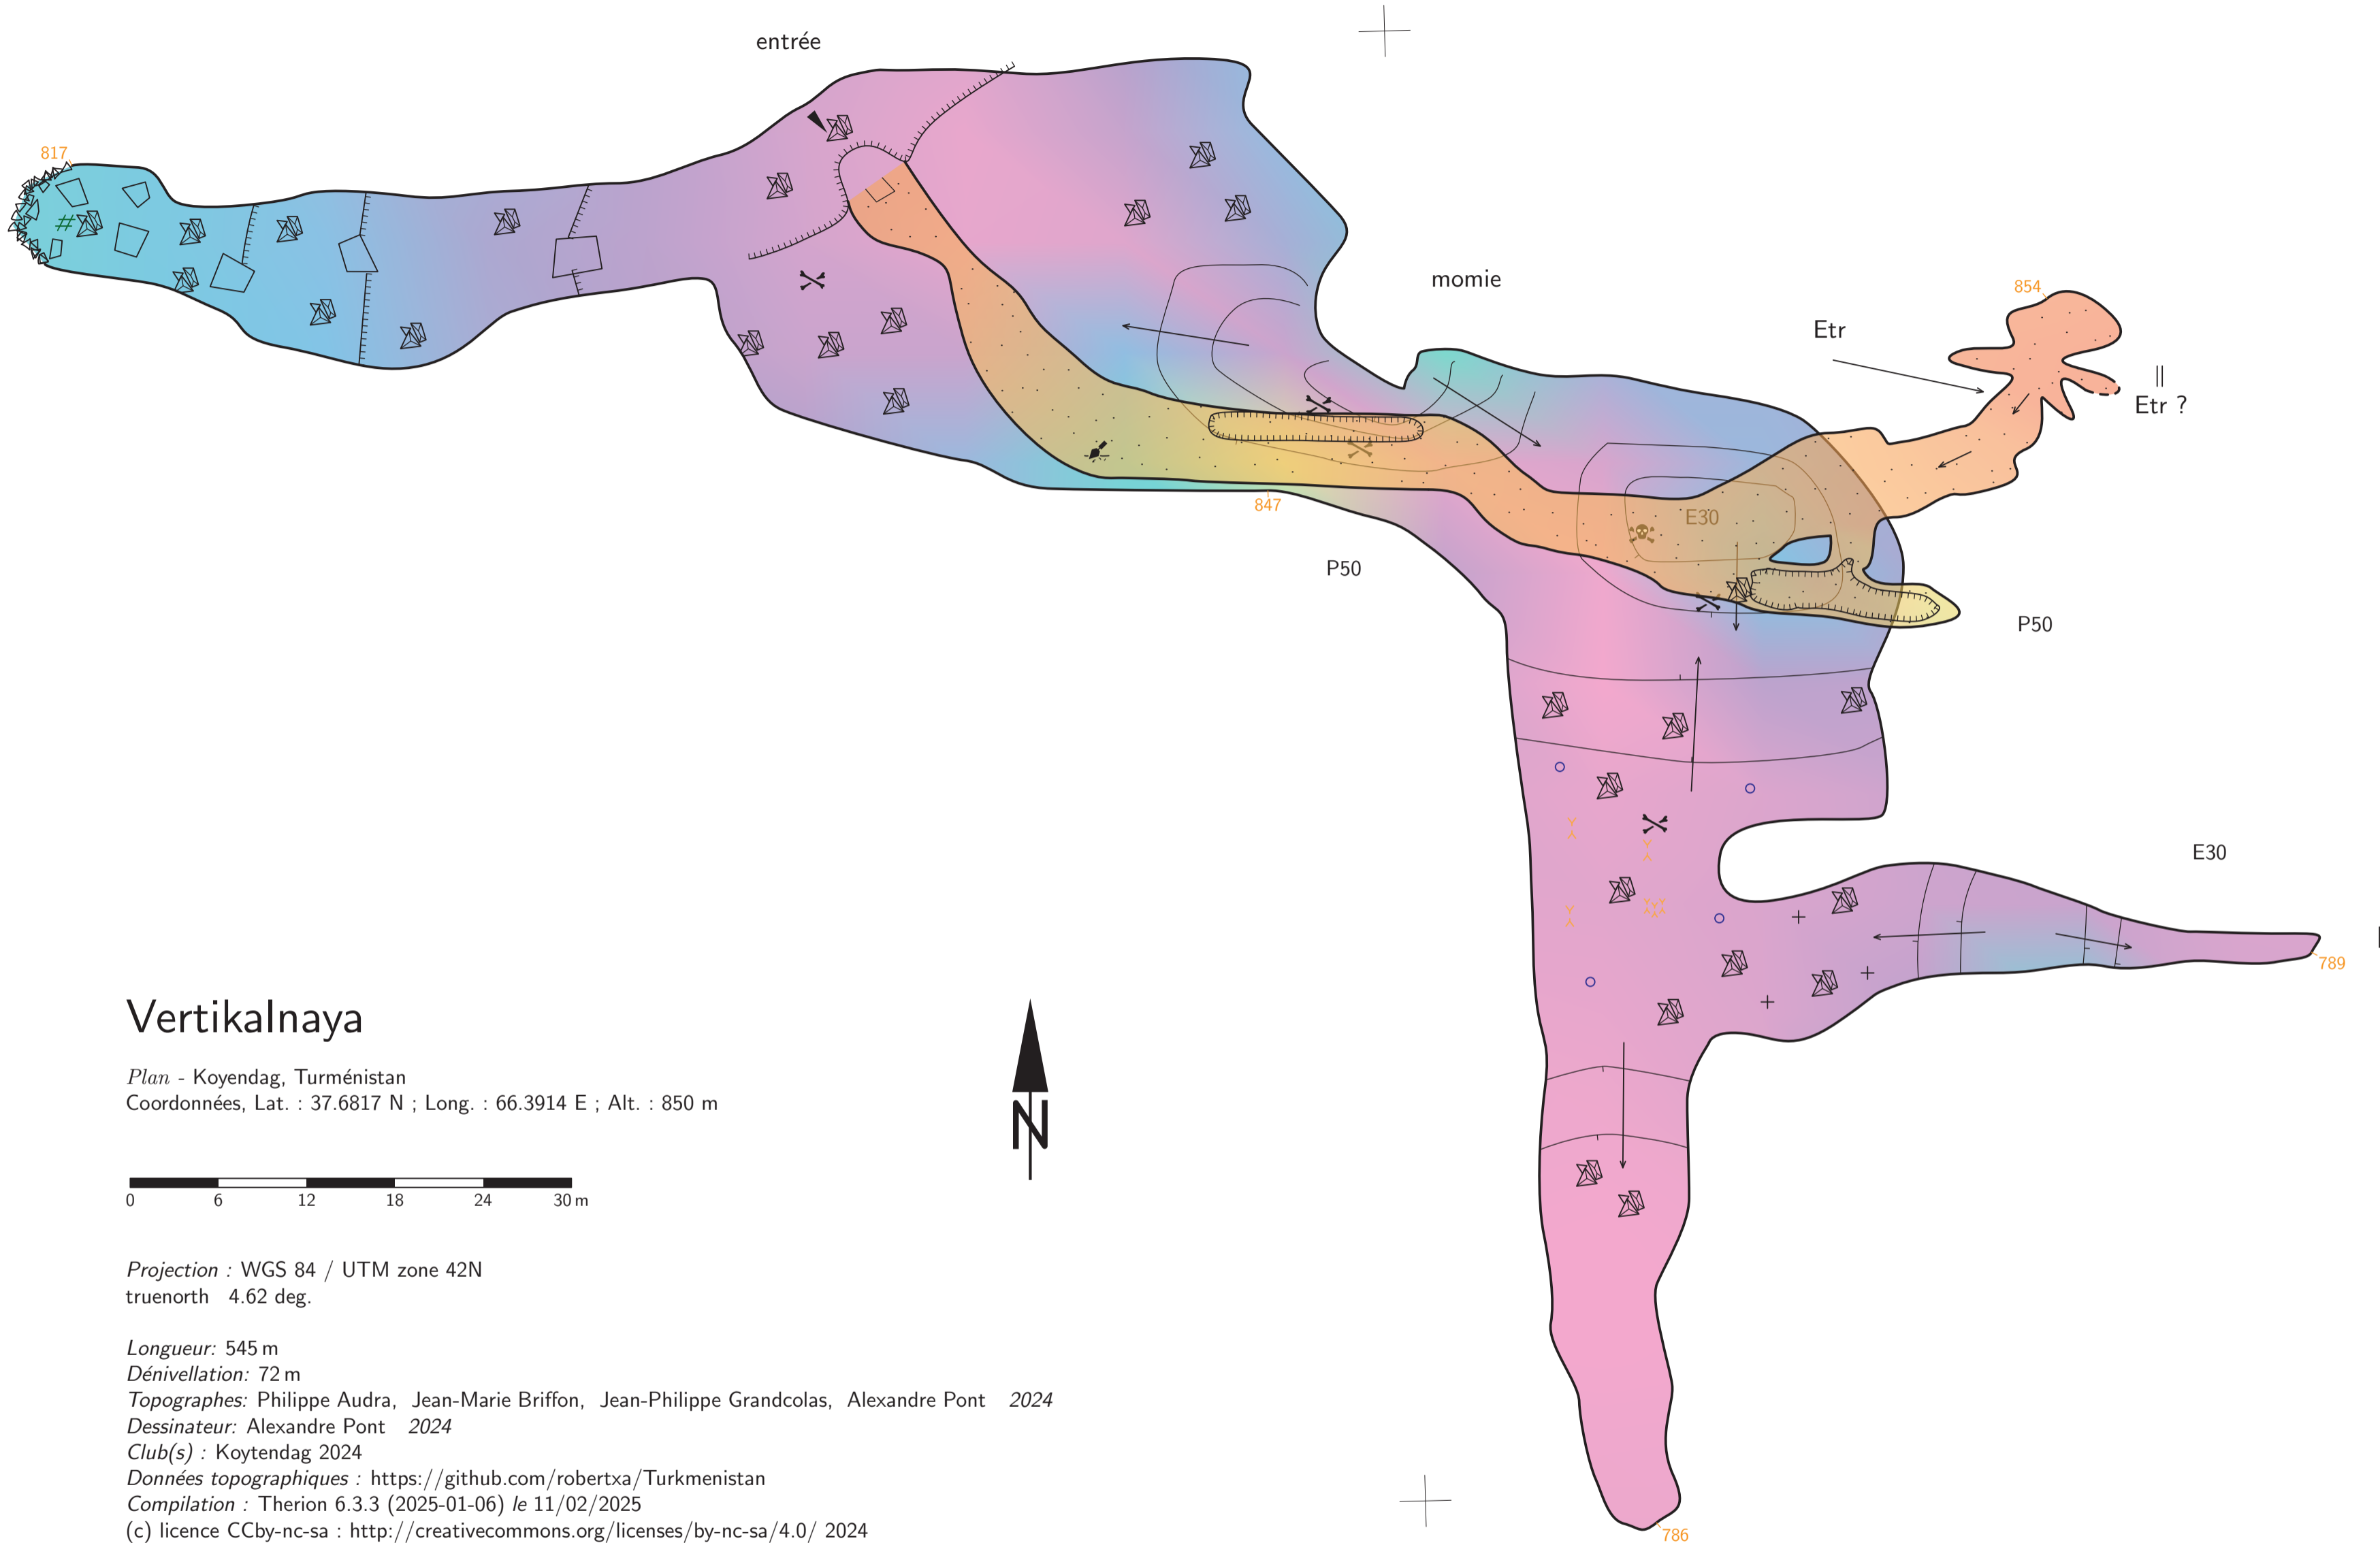 entrée
817
momie
854
Etr
||
Etr ?
847
E30
P50
P50
E30
789
Vertikalnaya
Plan - Koyendag, Turménistan
Coordonnées, Lat. : 37.6817 N ; Long. : 66.3914 E ; Alt. : 850 m
N
0 6 12 18 24 30 m
Projection : WGS 84 / UTM zone 42N
truenorth 4.62 deg.
Longueur: 545 m
Dénivellation: 72 m
Topographes: Philippe Audra, Jean-Marie Briffon, Jean-Philippe Grandcolas, Alexandre Pont 2024
Dessinateur: Alexandre Pont 2024
Club(s) : Koytendag 2024
Données topographiques : https://github.com/robertxa/Turkmenistan
Compilation : Therion 6.3.3 (2025-01-06) le 11/02/2025
(c) licence CCby-nc-sa : http://creativecommons.org/licenses/by-nc-sa/4.0/ 2024
786